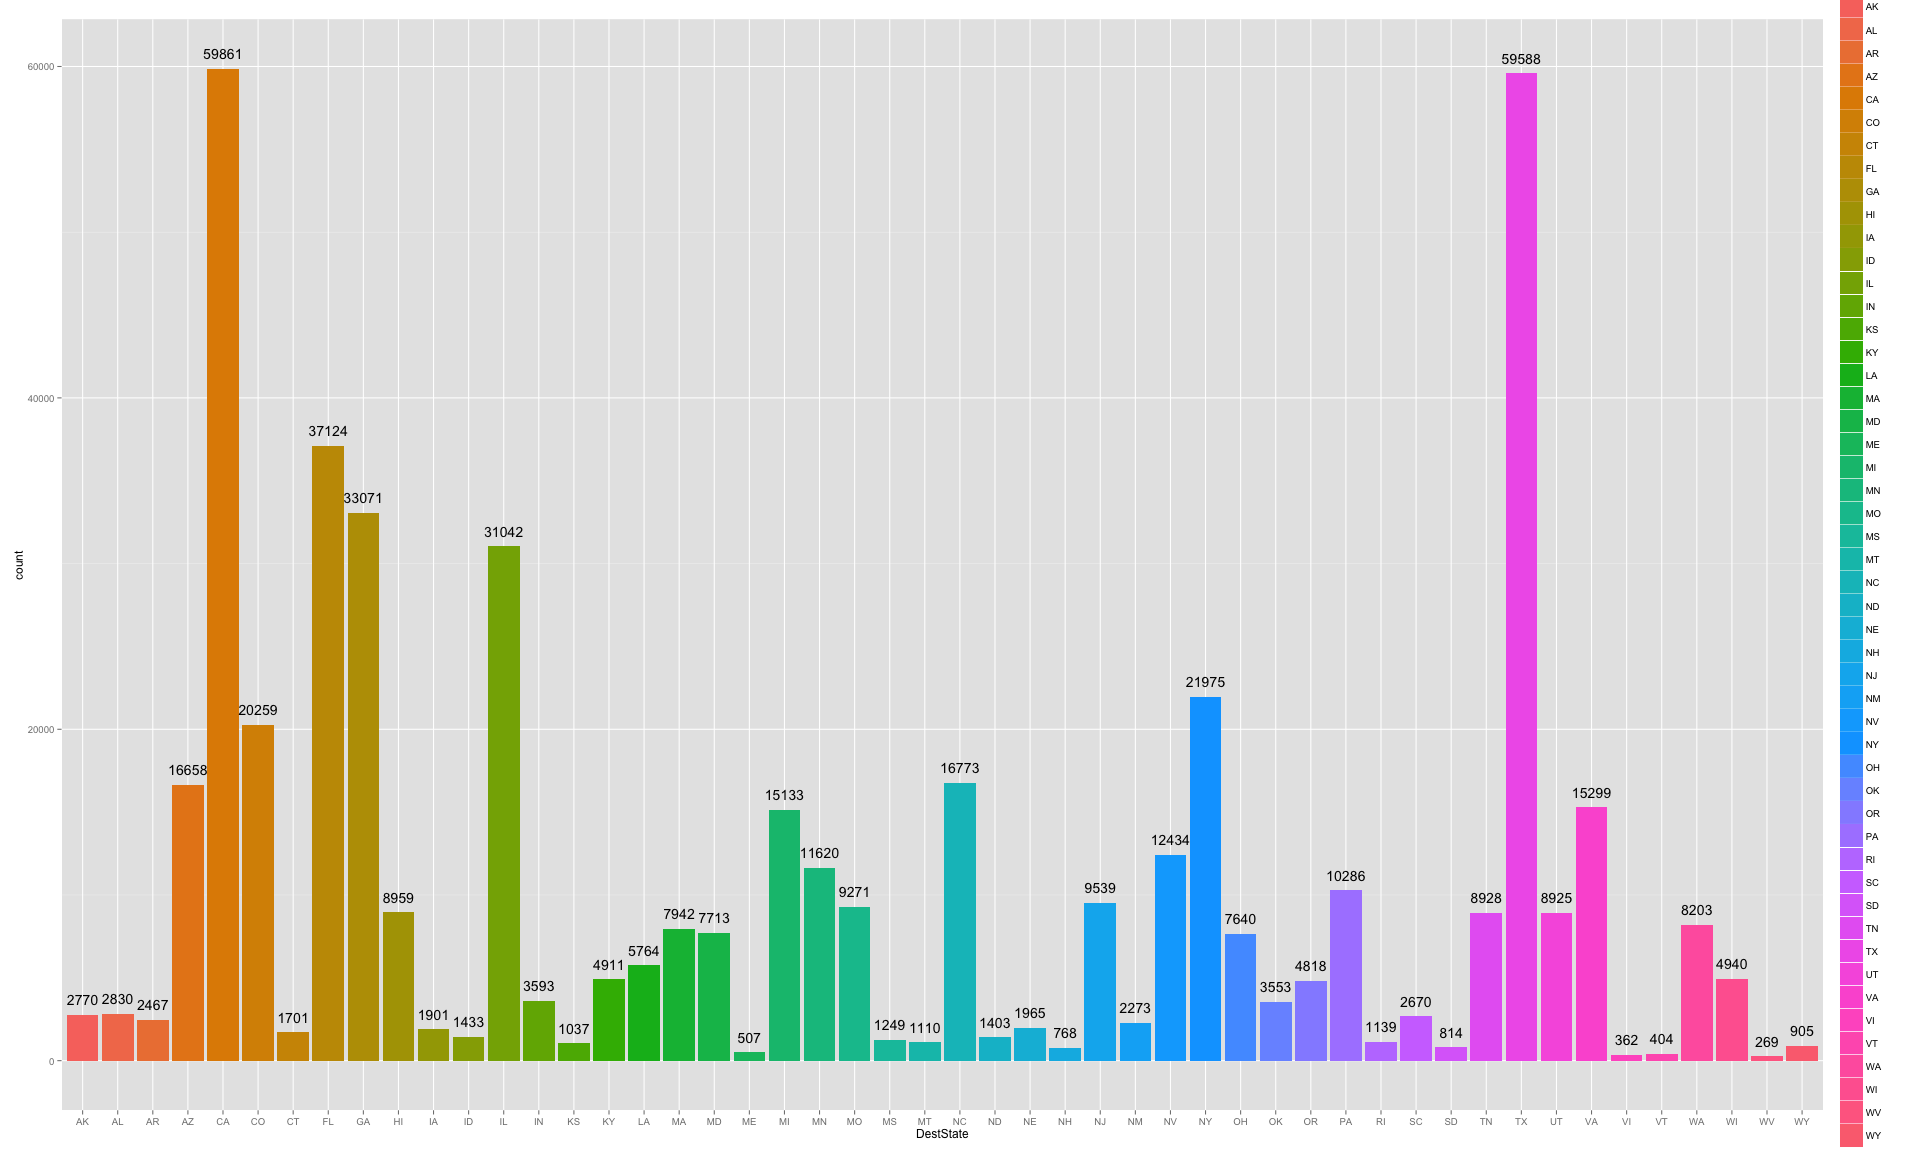 59861
59588
60000
40000
37124
33071
31042
21975
20259
20000
16658
16773
15133
15299
12434
11620
10286
9271
9539
8959
8928
8925
8203
7942
7713
7640
5764
4911
4818
4940
3593
3553
2770
2830
2467
2273
2670
1701
1901
1433
1037
507
1249
1110
1403
1965
768
1139
814
362
404
269
905
0
count
AK AL AR AZ CA CO CT FL GA HI IA ID IL IN KS KY LA MA MD ME MI MN MO MS MT NC ND NE NH NJ NM NV NY OH OK OR PA RI SC SD TN TX UT VA VI VT WA WI WV WY
DestState
AK
AL
AR
AZ
CA
CO
CT
FL
GA
HI
IA
ID
IL
IN
KS
KY
LA
MA
MD
ME
MI
MN
MO
MS
MT
NC
ND
NE
NH
NJ
NM
NV
NY
OH
OK
OR
PA
RI
SC
SD
TN
TX
UT
VA
VI
VT
WA
WI
WV
WY